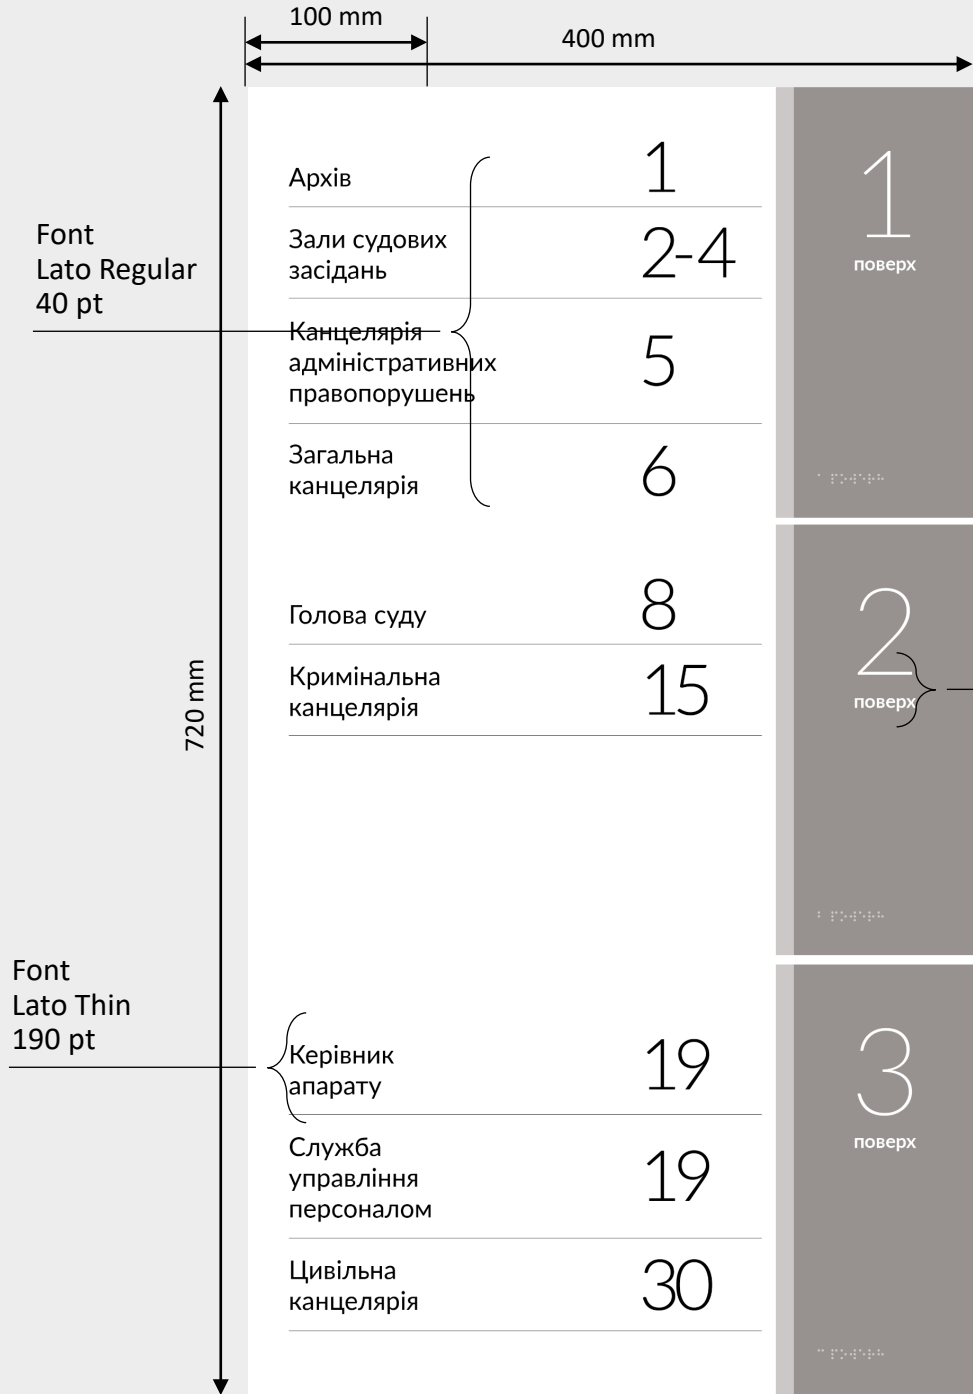 100 mm
400 mm
Архів
1
1
поверх
Font
Lato Regular
40 pt
Зали судових
засідань
2-4
Канцелярія
адміністративних
правопорушень
5
Загальна
канцелярія
6
Голова суду
8
2
поверх
Кримінальна
канцелярія
15
720 mm
Font
Lato Thin
190 pt
Керівник
апарату
19
3
поверх
Служба
управління
персоналом
19
Цивільна
канцелярія
30